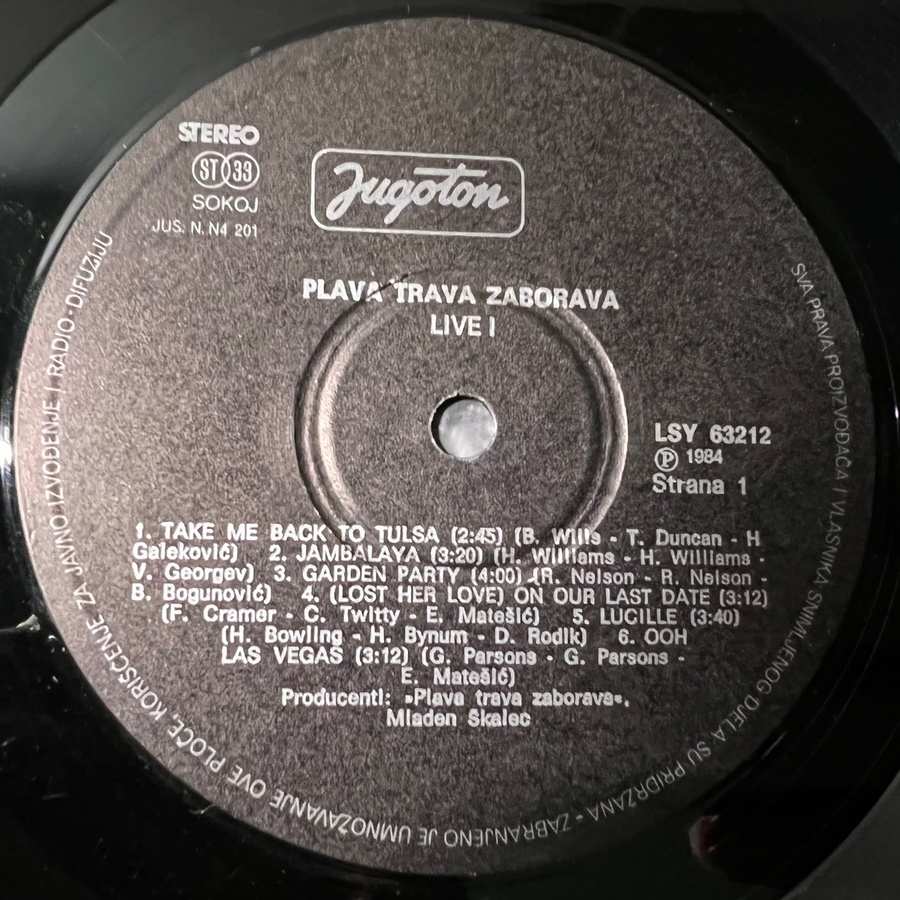 STEREO
ST 33
SOKOJ
JUS. N. N4 201
Jugoton
PLAVA TRAVA ZABORAVA
LIVE I
LSY 63212
Ⓟ 1984
Strana 1
1. TAKE ME BACK TO TULSA (2:45) (B. Wills - T. Duncan - H
Galeković) 2. JAMBALAYA (3:20) (H. Williams - H. Williams -
V. Georgev) 3. GARDEN PARTY (4:00) (R. Nelson - R. Nelson -
B. Bogunović) 4. (LOST HER LOVE) ON OUR LAST DATE (3:12)
(F. Cramer - C. Twitty - E. Matešić) 5. LUCILLE (3:40)
(H. Bowling - H. Bynum - D. Rodik) 6. OOH
LAS VEGAS (3:12) (G. Parsons - G. Parsons -
E. Matešić)
Producenti: »Plava trava zaborava«,
Mladen Skalec
SVA PRAVA PROIZVOĐAČA I VLASNIKA SNIMLJENOG DJELA SU PRIDRŽANA • ZABRANJENO JE UMNOŽAVANJE OVE PLOČE, KORIŠĆENJE ZA JAVNO IZVOĐENJE I RADIO-DIFUZIJU